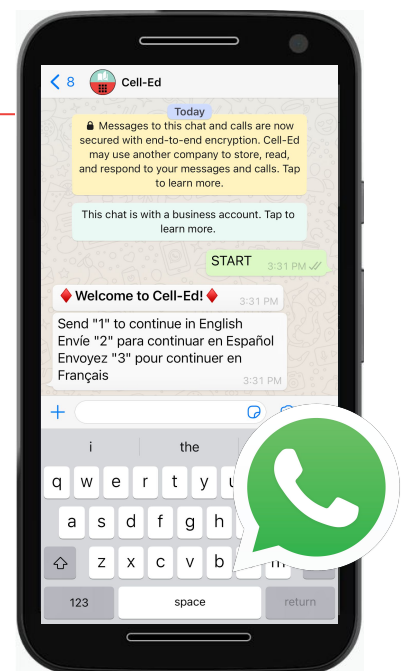 8 Cell-Ed
Today
Messages to this chat and calls are now
secured with end-to-end encryption. Cell-Ed
may use another company to store, read,
and respond to your messages and calls. Tap
to learn more.
This chat is with a business account. Tap to
learn more.
START 3:31 PM
Welcome to Cell-Ed! 3:31 PM
Send "1" to continue in English
Envíe "2" para continuar en Español
Envoyez "3" pour continuer en
Français 3:31 PM
i the
q w e r t y u
a s d f g h
z x c v b m
123 space return